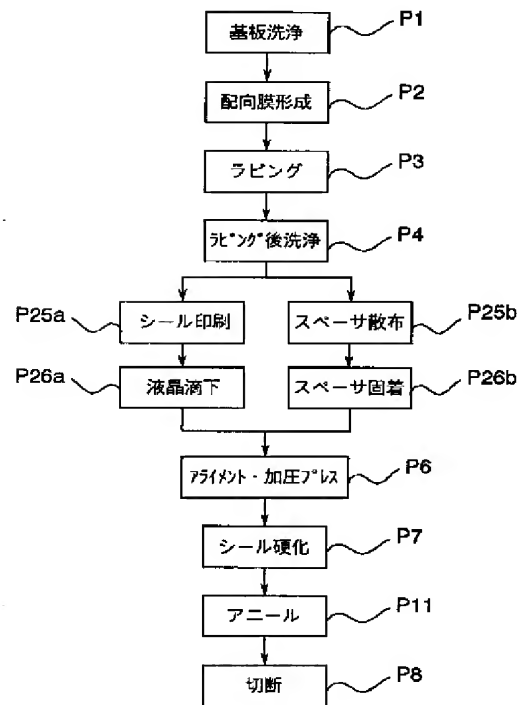 基板洗浄 P1
配向膜形成 P2
ラビング P3
ﾗﾋﾞﾝｸﾞ後洗浄 P4
P25a シール印刷 スペーサ散布 P25b
P26a 液晶滴下 スペーサ固着 P26b
ｱﾗｲﾒﾝﾄ・加圧ﾌﾟﾚｽ P6
シール硬化 P7
アニール P11
切断 P8